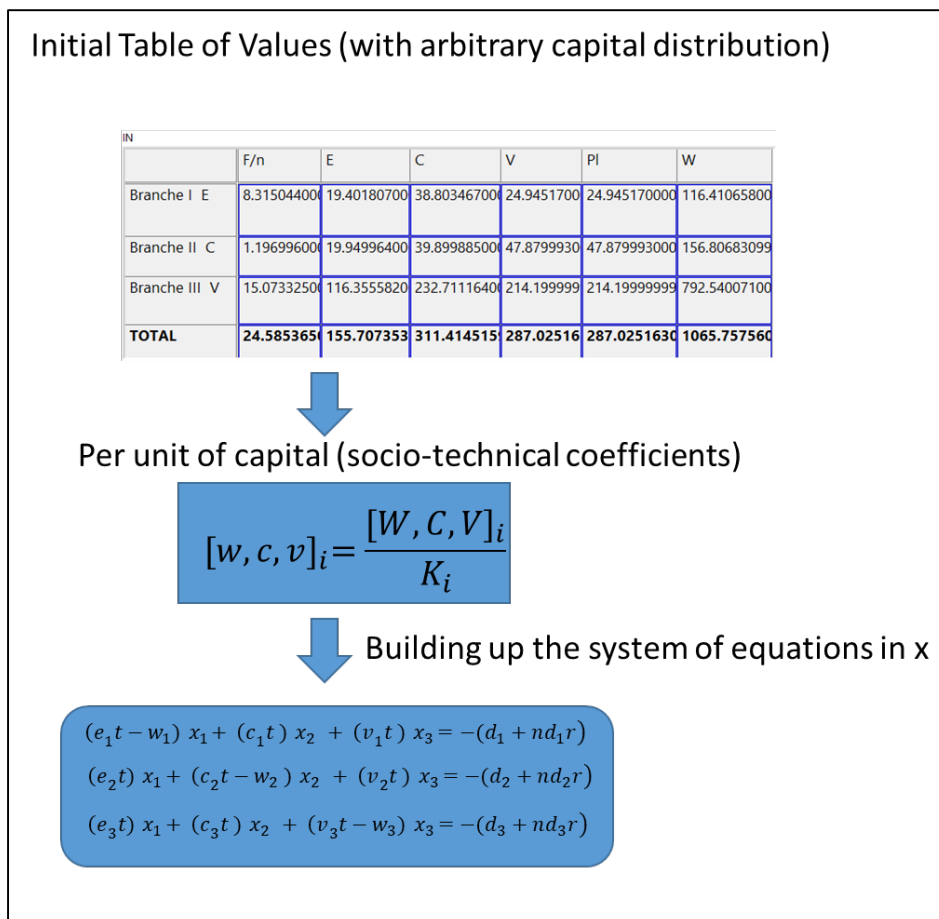 Initial Table of Values (with arbitrary capital distribution)
IN
F/n E C V Pl W
Branche I E 8.315044000 19.40180700 38.80346700 24.9451700 24.945170000 116.41065800
Branche II C 1.196996000 19.94996400 39.89988500 47.8799930 47.879993000 156.80683099
Branche III V 15.07332500 116.3555820 232.71116400 214.199999 214.19999999 792.54007100
TOTAL 24.5853650 155.707353 311.4145159 287.02516 287.0251630 1065.757560
Per unit of capital (socio-technical coefficients)
[w, c, v]ᵢ= [W, C, V]ᵢ / Kᵢ
Building up the system of equations in x
(e₁t − w₁) x₁ + (c₁t) x₂ + (v₁t) x₃ = −(d₁ + nd₁r)
(e₂t) x₁ + (c₂t − w₂ ) x₂ + (v₂t) x₃ = −(d₂ + nd₂r)
(e₃t) x₁ + (c₃t) x₂ + (v₃t − w₃) x₃ = −(d₃ + nd₃r)